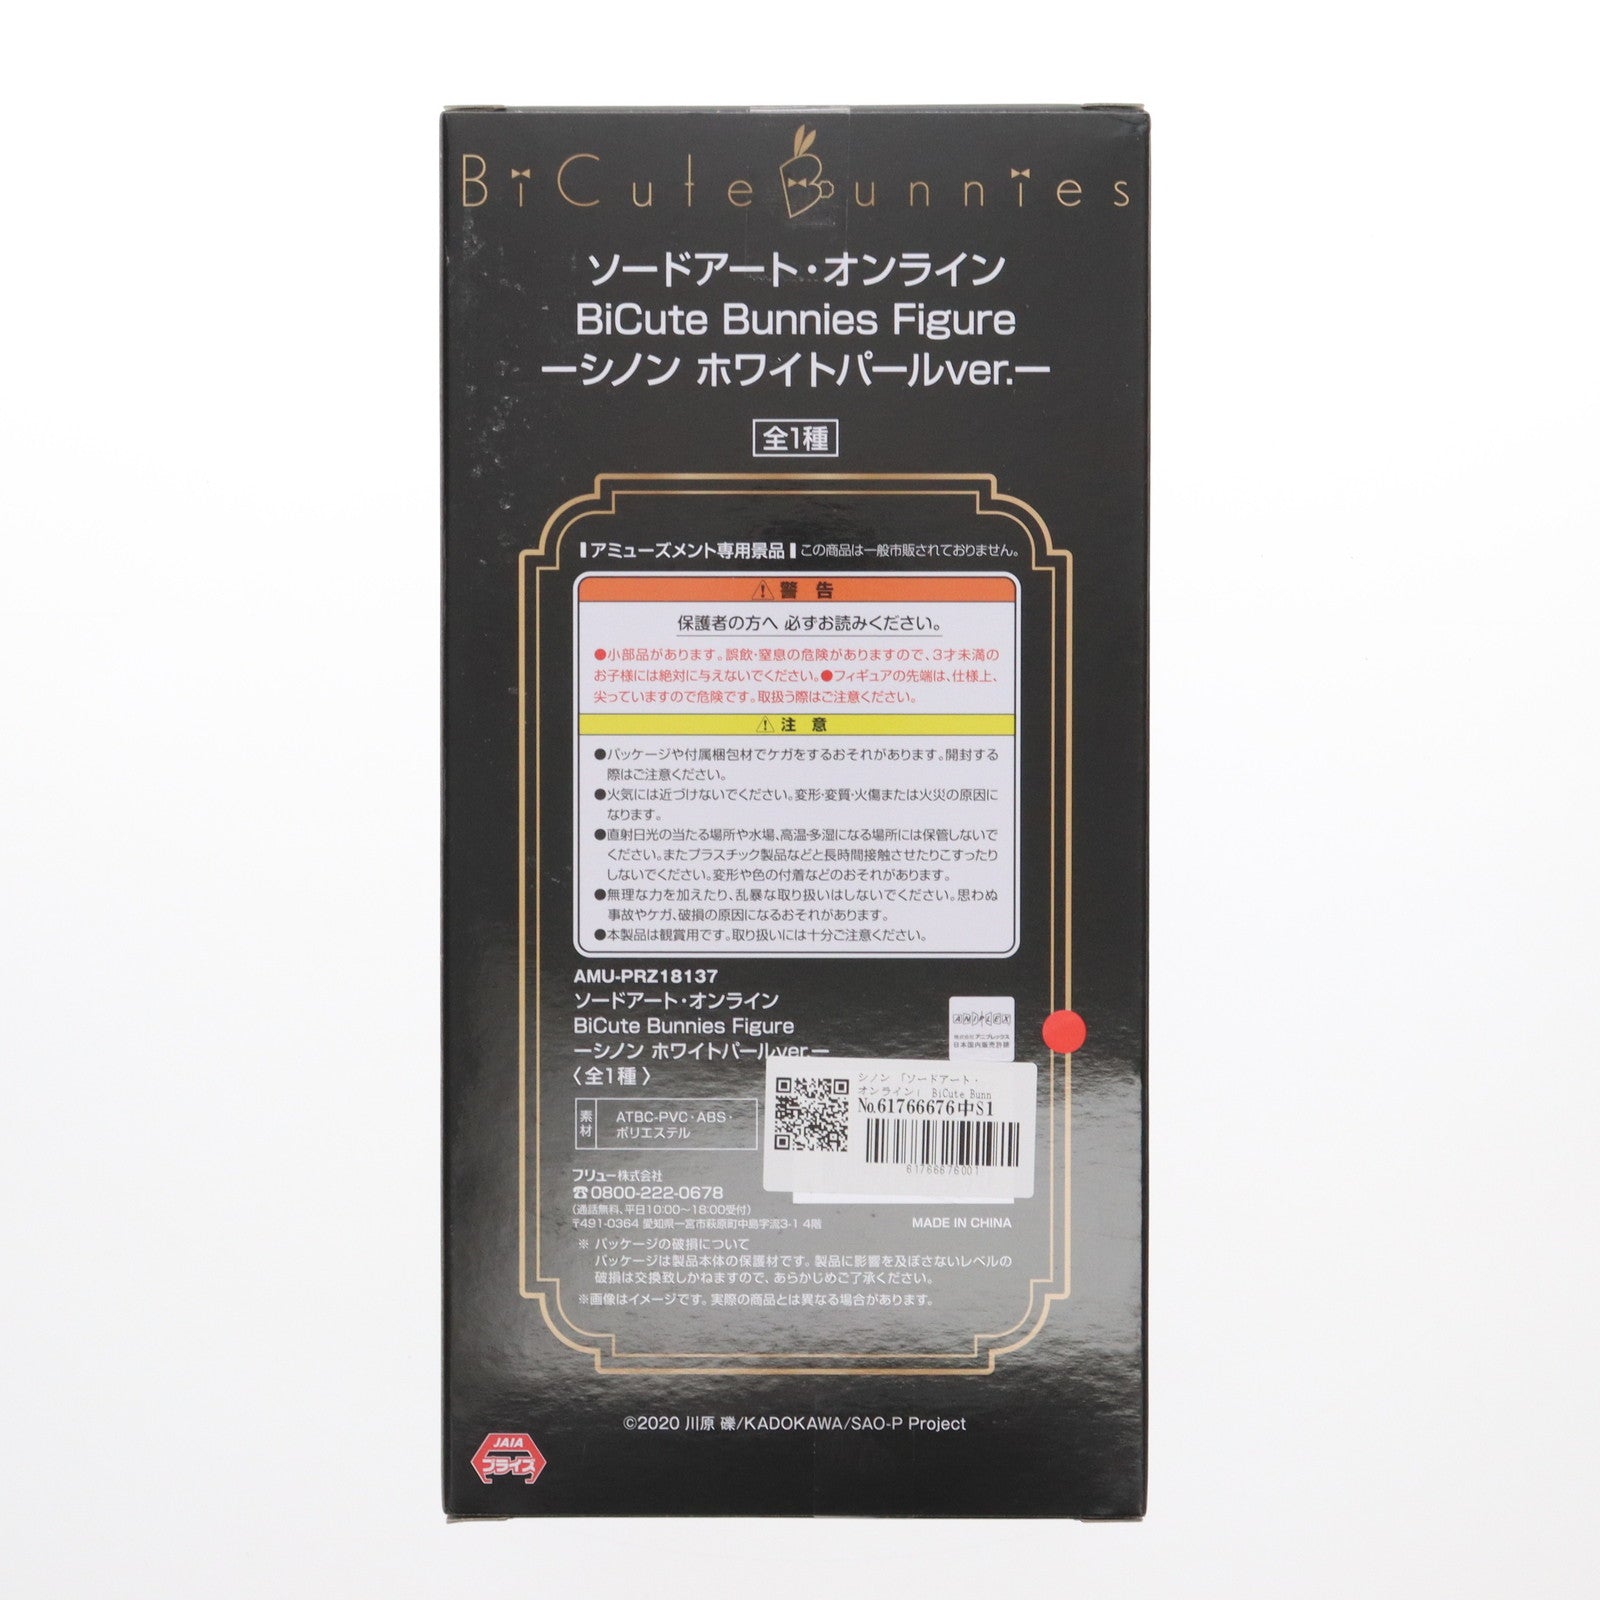 BiCute Bunnies
ソードアート・オンライン
BiCute Bunnies Figure
ーシノン ホワイトパールver.ー
全1種
アミューズメント専用景品 この商品は一般市販されておりません。
警 告
保護者の方へ 必ずお読みください。
●小部品があります。誤飲・窒息の危険がありますので、3才未満の
お子様には絶対に与えないでください。●フィギュアの先端は、仕様上、
尖っていますので危険です。取扱う際はご注意ください。
注 意
●パッケージや付属梱包材でケガをするおそれがあります。開封する
際はご注意ください。
●火気には近づけないでください。変形・変質・火傷または火災の原因に
なります。
●直射日光の当たる場所や水場、高温・多湿になる場所には保管しないで
ください。またプラスチック製品などと長時間接触させたりこすったり
しないでください。変形や色の付着などのおそれがあります。
●無理な力を加えたり、乱暴な取り扱いはしないでください。思わぬ
事故やケガ、破損の原因になるおそれがあります。
●本製品は観賞用です。取り扱いには十分ご注意ください。
AMU-PRZ18137
ソードアート・オンライン
BiCute Bunnies Figure
ーシノン ホワイトパールver.ー
〈全1種〉
ANIPLEX
株式会社アニプレックス
日本国内販売許諾
シノン 「ソードアート・
オンライン」 BiCute Bunn
No.61766676中S1
61766676001
素材
ATBC-PVC・ABS・
ポリエステル
フリュー株式会社
☎0800-222-0678
(通話無料、平日10:00〜18:00受付)
〒491-0364 愛知県一宮市萩原町中島字流3-1 4階
MADE IN CHINA
※ パッケージの破損について
パッケージは製品本体の保護材です。製品に影響を及ぼさないレベルの
破損は交換致しかねますので、あらかじめご了承ください。
※画像はイメージです。実際の商品とは異なる場合があります。
©2020 川原 礫/KADOKAWA/SAO-P Project
JAIA
プライズ